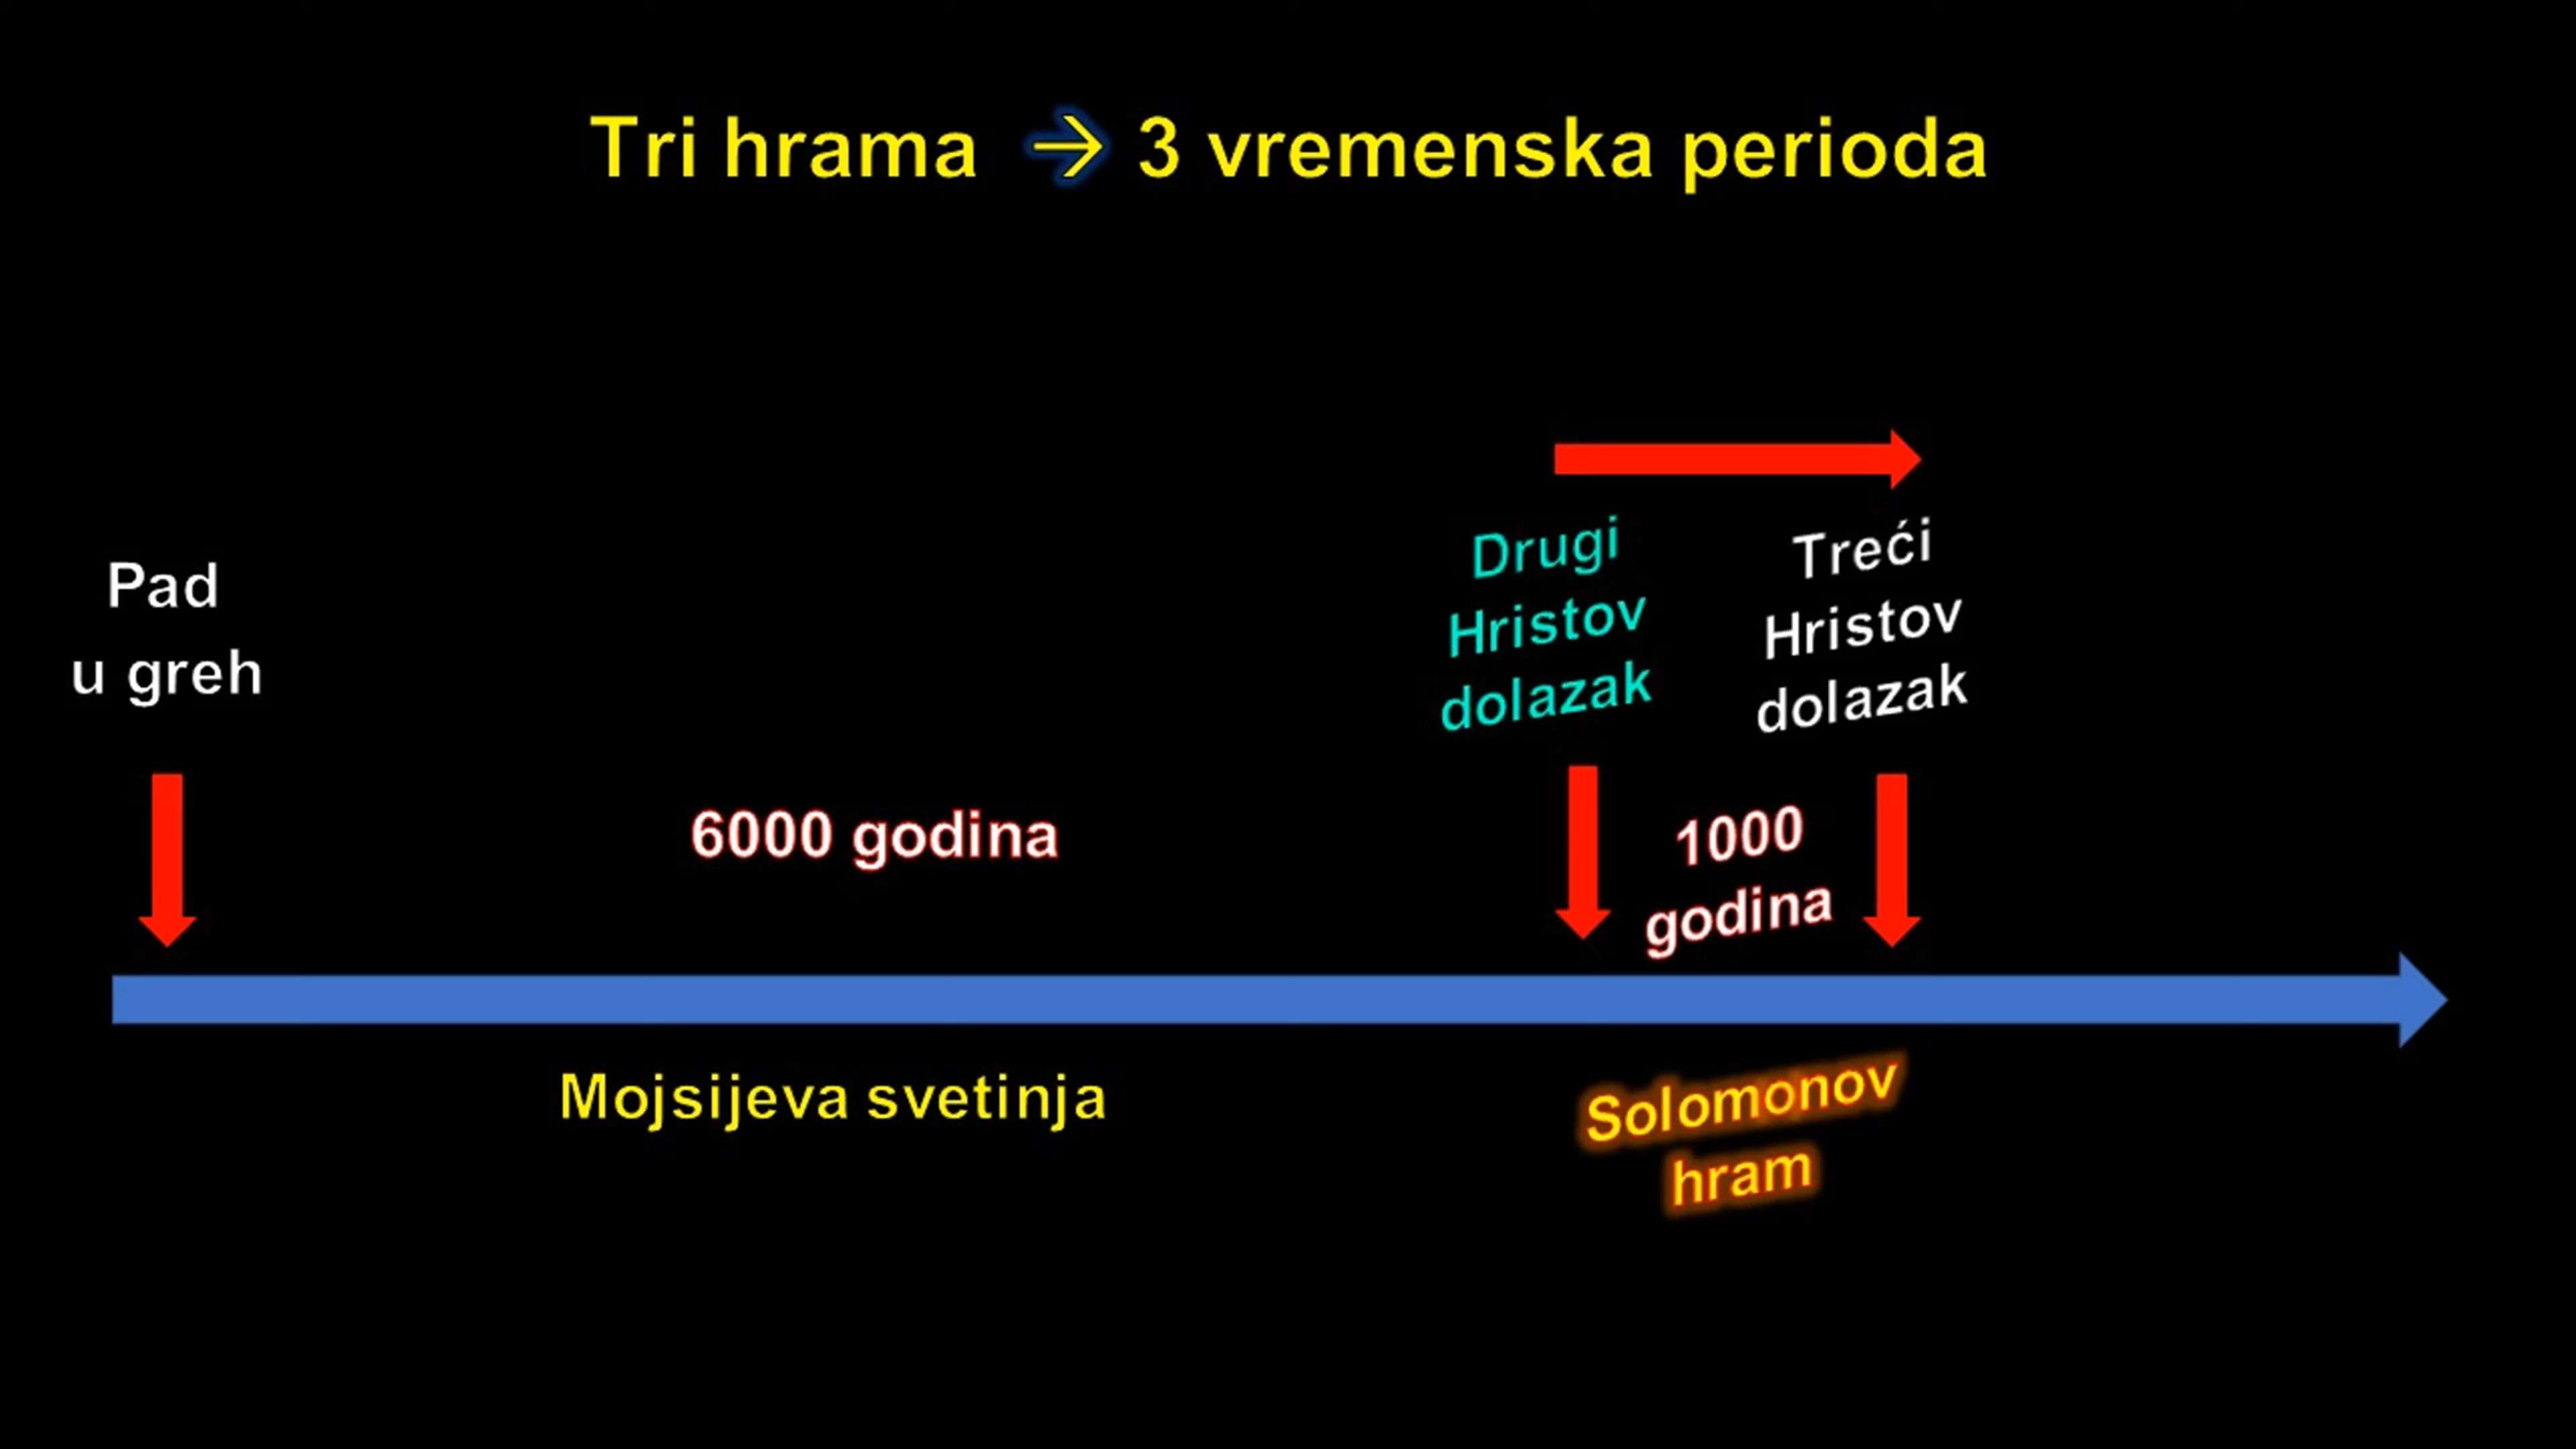 Tri hrama → 3 vremenska perioda
Pad
u greh
6000 godina
Drugi
Hristov
dolazak
Treći
Hristov
dolazak
1000
godina
Mojsijeva svetinja
Solomonov
hram